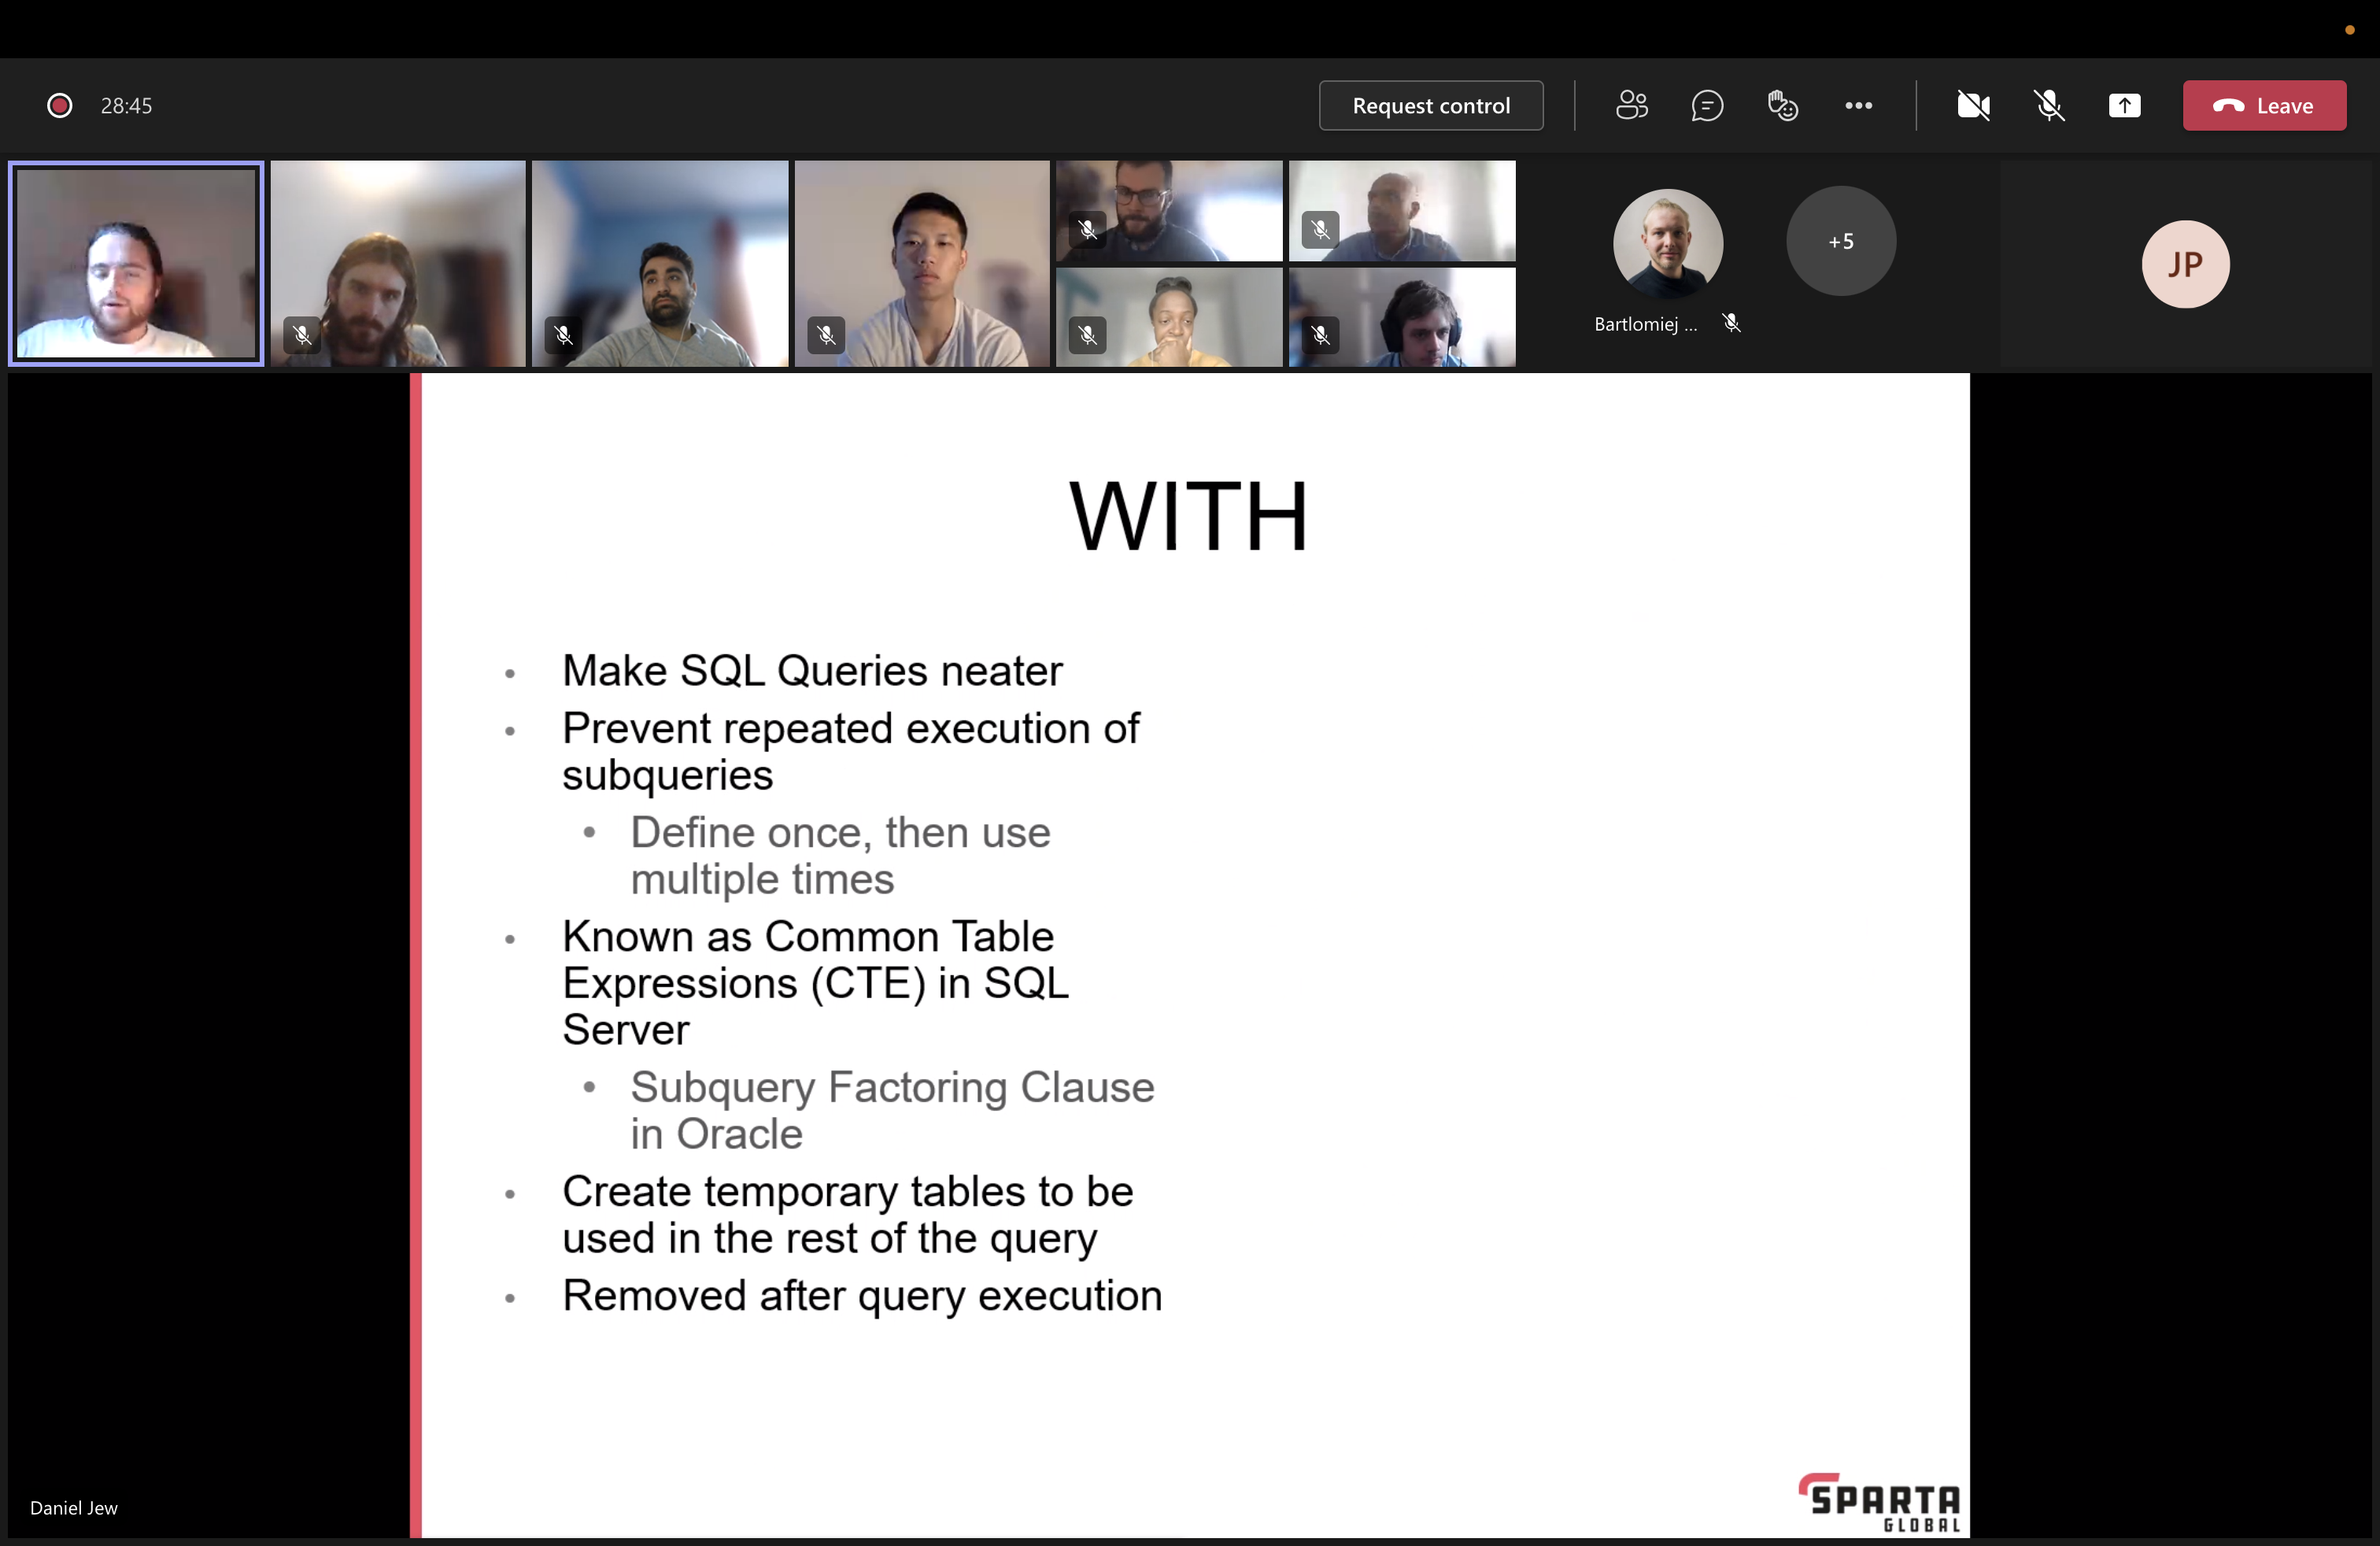 28:45
Request control
Leave
Bartlomiej ...
+5
JP
WITH
• Make SQL Queries neater
• Prevent repeated execution of
subqueries
• Define once, then use
multiple times
• Known as Common Table
Expressions (CTE) in SQL
Server
• Subquery Factoring Clause
in Oracle
• Create temporary tables to be
used in the rest of the query
• Removed after query execution
Daniel Jew
SPARTA
GLOBAL